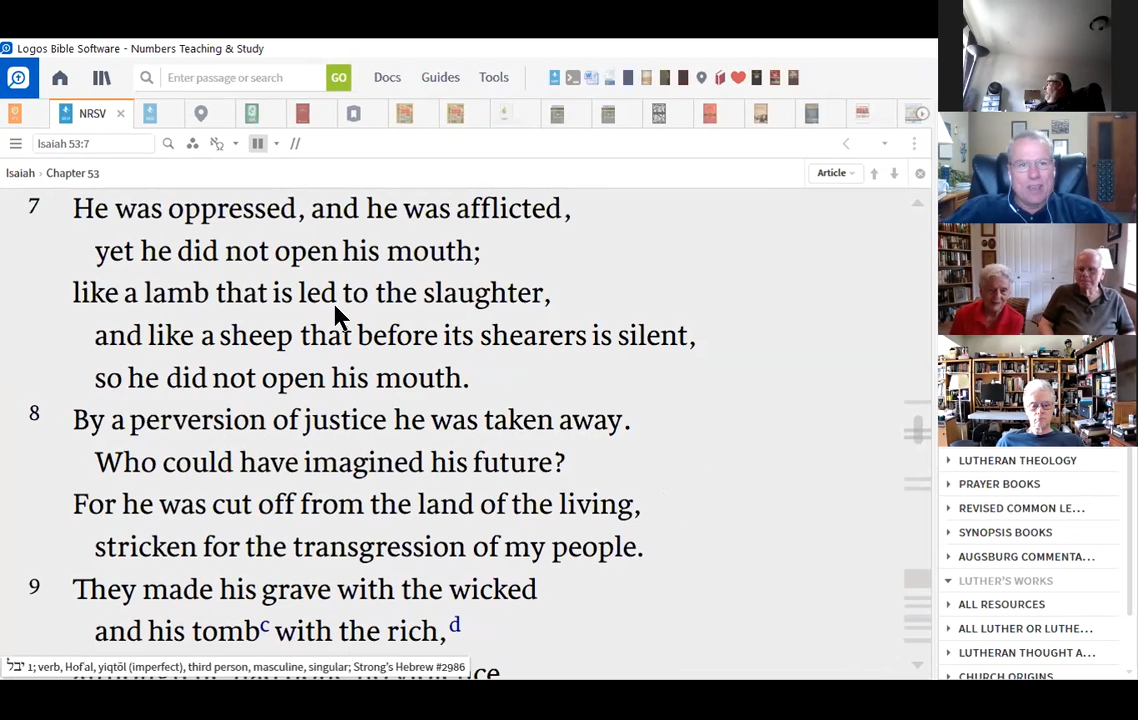 Logos Bible Software - Numbers Teaching & Study
Enter passage or search
GO
Docs
Guides
Tools
NRSV
Isaiah 53:7
Isaiah › Chapter 53
Article
7 He was oppressed, and he was afflicted,
yet he did not open his mouth;
like a lamb that is led to the slaughter,
and like a sheep that before its shearers is silent,
so he did not open his mouth.
8 By a perversion of justice he was taken away.
Who could have imagined his future?
For he was cut off from the land of the living,
stricken for the transgression of my people.
9 They made his grave with the wicked
and his tombᶜ with the rich,ᵈ
יבל 1; verb, Hof'al, yiqtōl (imperfect), third person, masculine, singular; Strong's Hebrew #2986
LUTHERAN THEOLOGY
PRAYER BOOKS
REVISED COMMON LE...
SYNOPSIS BOOKS
AUGSBURG COMMENTA...
LUTHER'S WORKS
ALL RESOURCES
ALL LUTHER OR LUTHE...
LUTHERAN THOUGHT A...
CHURCH ORIGINS